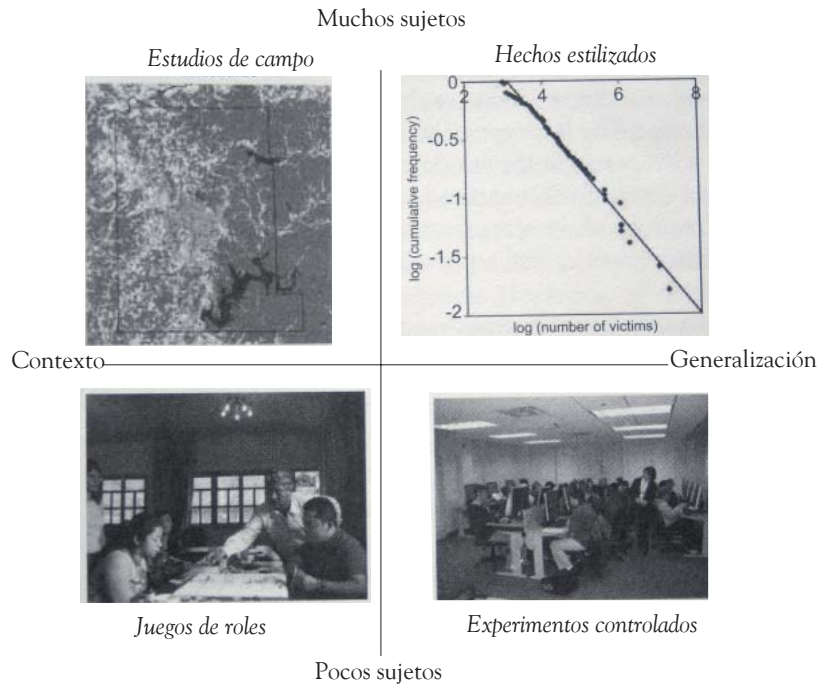 Muchos sujetos
Estudios de campo
Hechos estilizados
0
2
4
6
8
-0.5
-1
-1.5
-2
log (cumulative frequency)
log (number of victims)
Contexto
Generalización
Juegos de roles
Experimentos controlados
Pocos sujetos